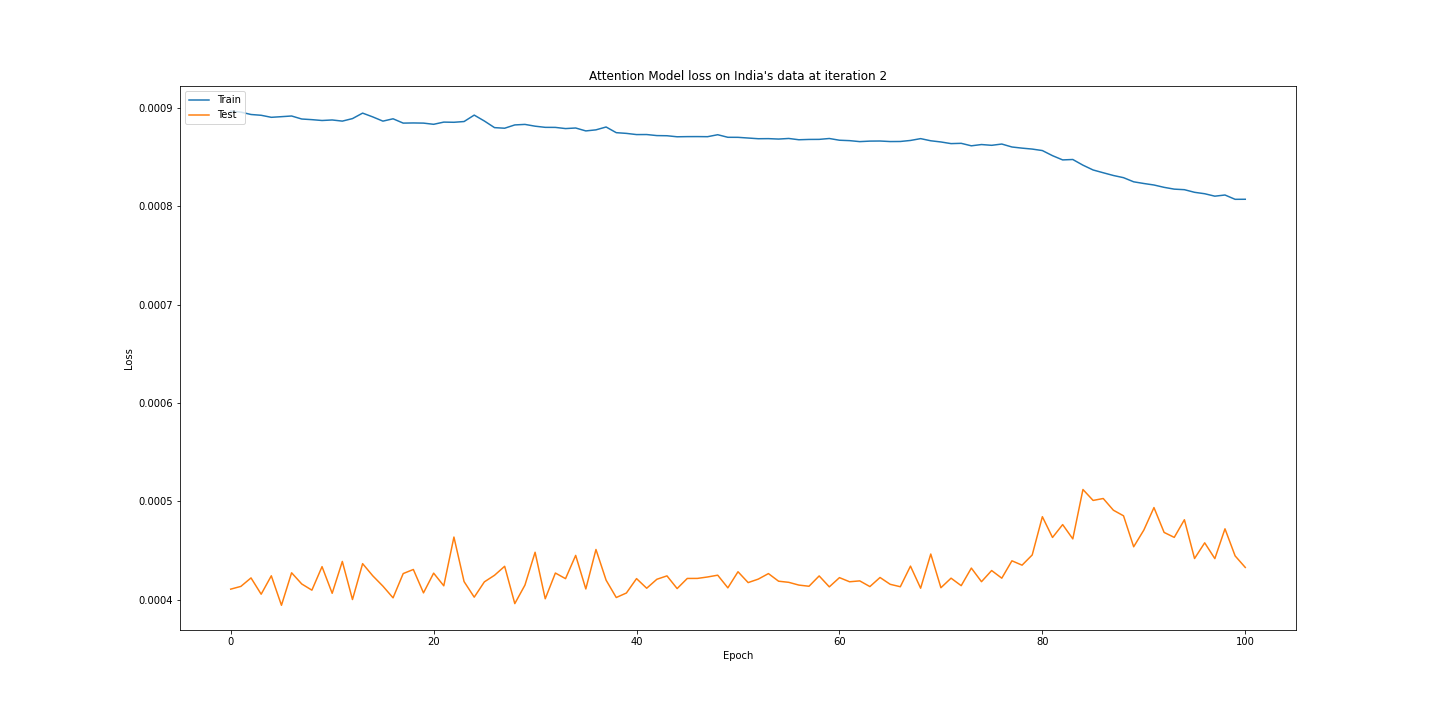 Attention Model loss on India's data at iteration 2
Train
Test
0.0009
0.0008
0.0007
0.0006
0.0005
0.0004
Loss
0 20 40 60 80 100
Epoch